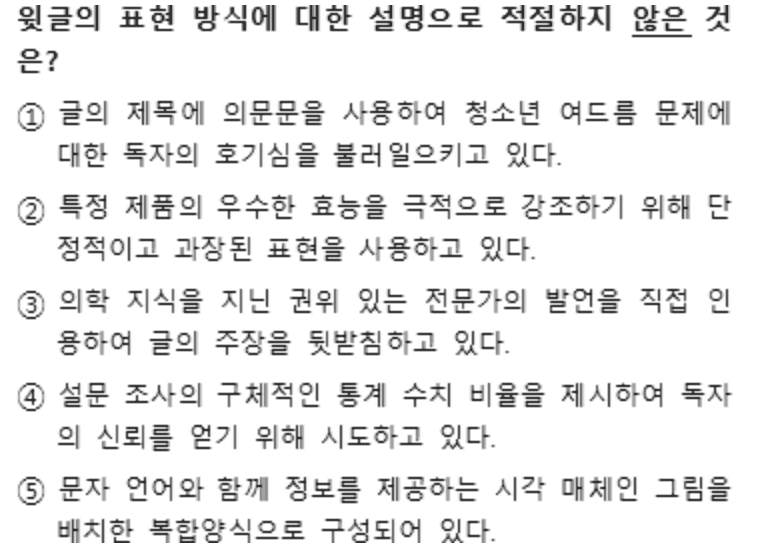 윗글의 표현 방식에 대한 설명으로 적절하지 않은 것
은?
① 글의 제목에 의문문을 사용하여 청소년 여드름 문제에
대한 독자의 호기심을 불러일으키고 있다.
② 특정 제품의 우수한 효능을 극적으로 강조하기 위해 단
정적이고 과장된 표현을 사용하고 있다.
③ 의학 지식을 지닌 권위 있는 전문가의 발언을 직접 인
용하여 글의 주장을 뒷받침하고 있다.
④ 설문 조사의 구체적인 통계 수치 비율을 제시하여 독자
의 신뢰를 얻기 위해 시도하고 있다.
⑤ 문자 언어와 함께 정보를 제공하는 시각 매체인 그림을
배치한 복합양식으로 구성되어 있다.